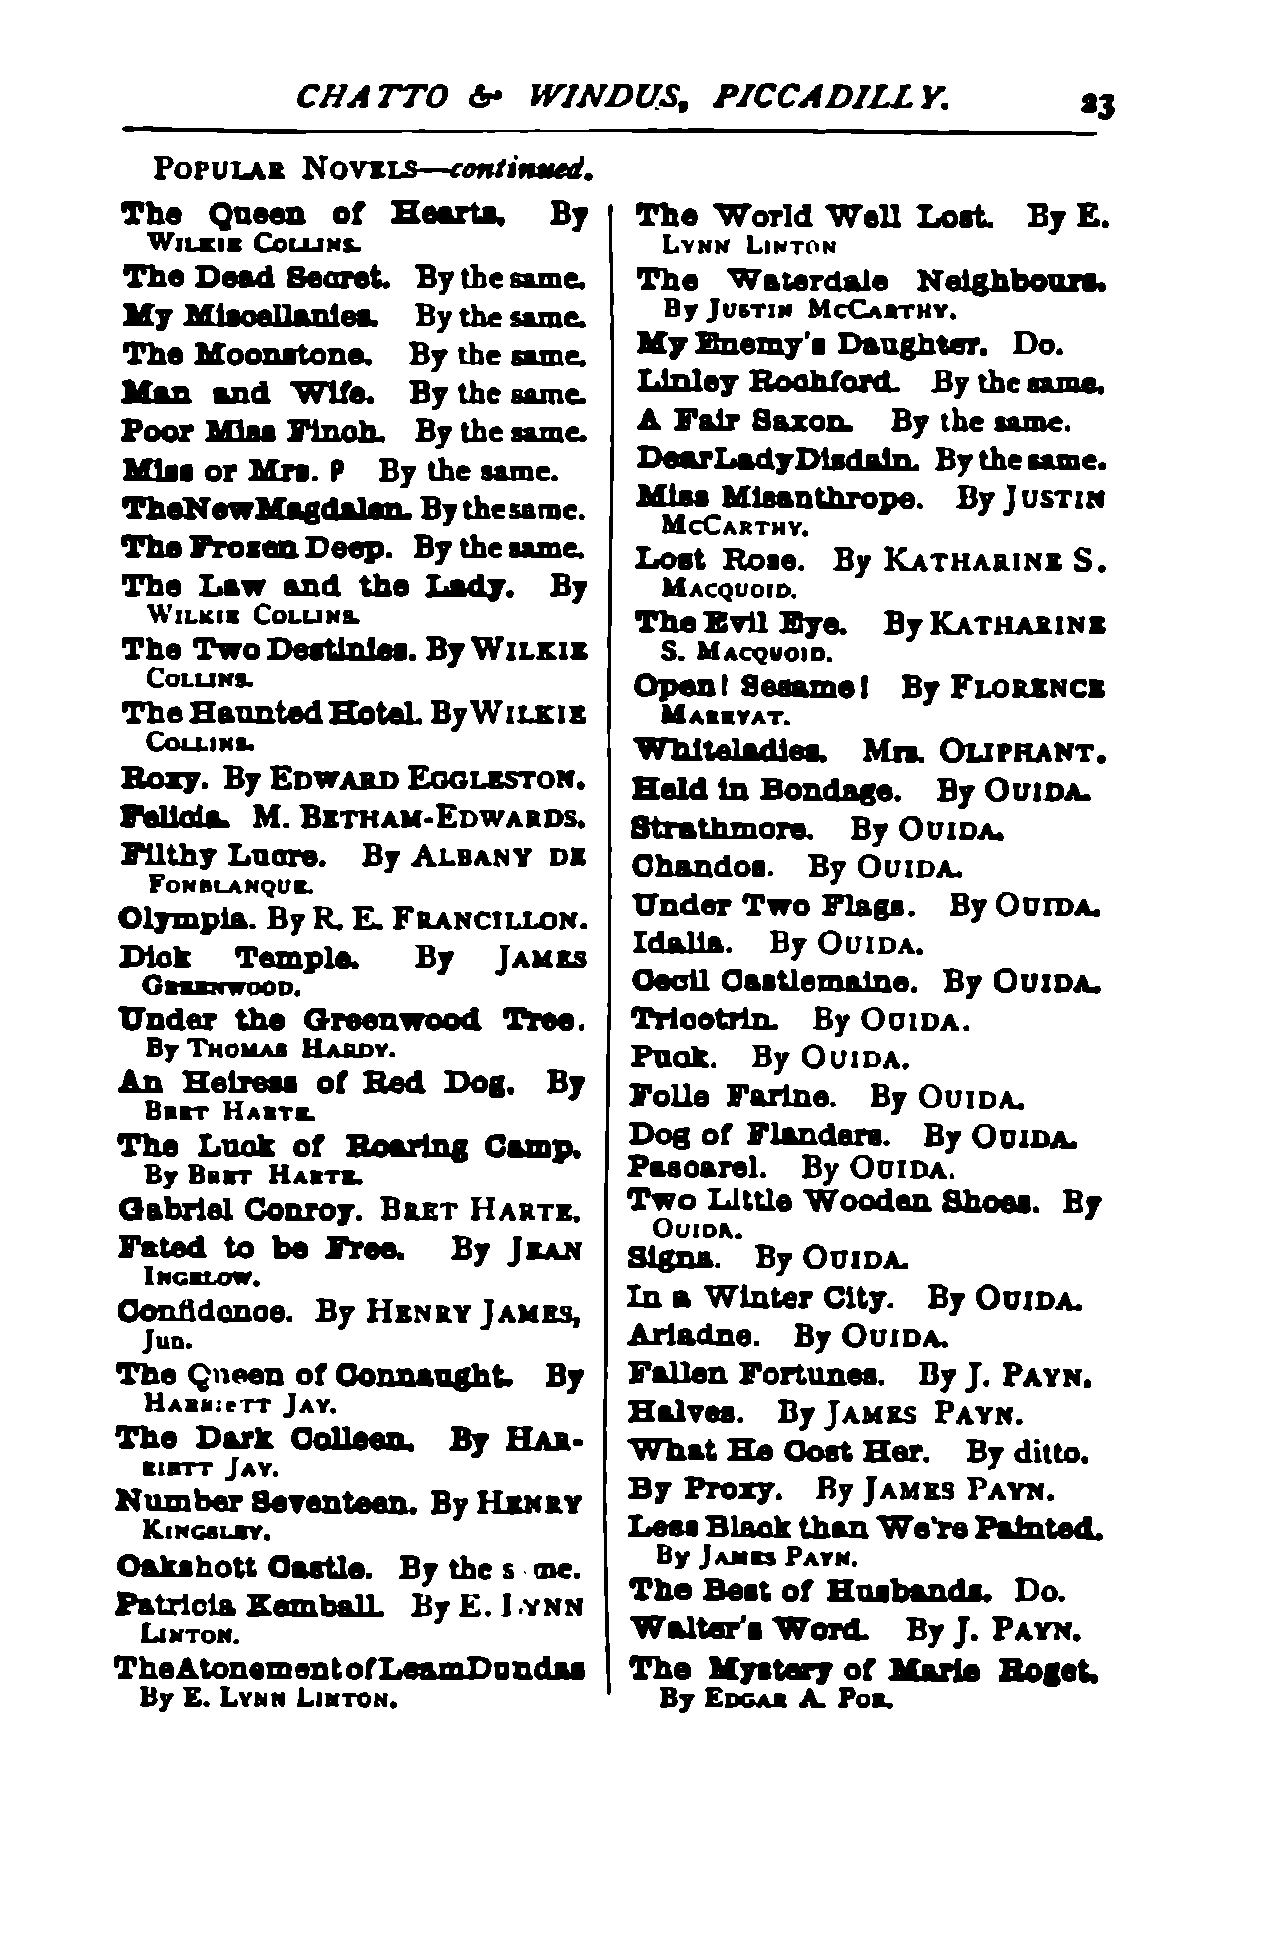 CHATTO & WINDUS, PICCADILLY. 23
POPULAR NOVELS—continued.
The Queen of Hearts. By
WILKIE COLLINS.
The Dead Secret. By the same.
My Miscellanies. By the same.
The Moonstone. By the same.
Man and Wife. By the same.
Poor Miss Finch. By the same.
Miss or Mrs. ? By the same.
The New Magdalen. By the same.
The Frozen Deep. By the same.
The Law and the Lady. By
WILKIE COLLINS.
The Two Destinies. By WILKIE
COLLINS.
The Haunted Hotel. By WILKIE
COLLINS.
Roxy. By EDWARD EGGLESTON.
Felicia. M. BETHAM-EDWARDS.
Filthy Lucre. By ALBANY DE
FONBLANQUE.
Olympia. By R. E. FRANCILLON.
Dick Temple. By JAMES
GREENWOOD.
Under the Greenwood Tree.
By THOMAS HARDY.
An Heiress of Red Dog. By
BRET HARTE.
The Luck of Roaring Camp.
By BRET HARTE.
Gabriel Conroy. BRET HARTE.
Fated to be Free. By JEAN
INGELOW.
Confidence. By HENRY JAMES,
Jun.
The Queen of Connaught. By
HARRIETT JAY.
The Dark Colleen. By HAR-
RIETT JAY.
Number Seventeen. By HENRY
KINGSLEY.
Oakshott Castle. By the same.
Patricia Kemball. By E. LYNN
LINTON.
The Atonement of Leam Dundas
By E. LYNN LINTON.
The World Well Lost. By E.
LYNN LINTON
The Waterdale Neighbours.
By JUSTIN MCCARTHY.
My Enemy's Daughter. Do.
Linley Rochford. By the same.
A Fair Saxon. By the same.
Dear Lady Disdain. By the same.
Miss Misanthrope. By JUSTIN
MCCARTHY.
Lost Rose. By KATHARINE S.
MACQUOID.
The Evil Eye. By KATHARINE
S. MACQUOID.
Open! Sesame! By FLORENCE
MARRYAT.
Whiteladies. Mrs. OLIPHANT.
Held in Bondage. By OUIDA.
Strathmore. By OUIDA.
Chandos. By OUIDA.
Under Two Flags. By OUIDA.
Idalia. By OUIDA.
Cecil Castlemaine. By OUIDA.
Tricotrin. By OUIDA.
Puck. By OUIDA.
Folle Farine. By OUIDA.
Dog of Flanders. By OUIDA.
Pascarel. By OUIDA.
Two Little Wooden Shoes. By
OUIDA.
Signa. By OUIDA.
In a Winter City. By OUIDA.
Ariadne. By OUIDA.
Fallen Fortunes. By J. PAYN.
Halves. By JAMES PAYN.
What He Cost Her. By ditto.
By Proxy. By JAMES PAYN.
Less Black than We're Painted.
By JAMES PAYN.
The Best of Husbands. Do.
Walter's Word. By J. PAYN.
The Mystery of Marie Roget.
By EDGAR A. POE.